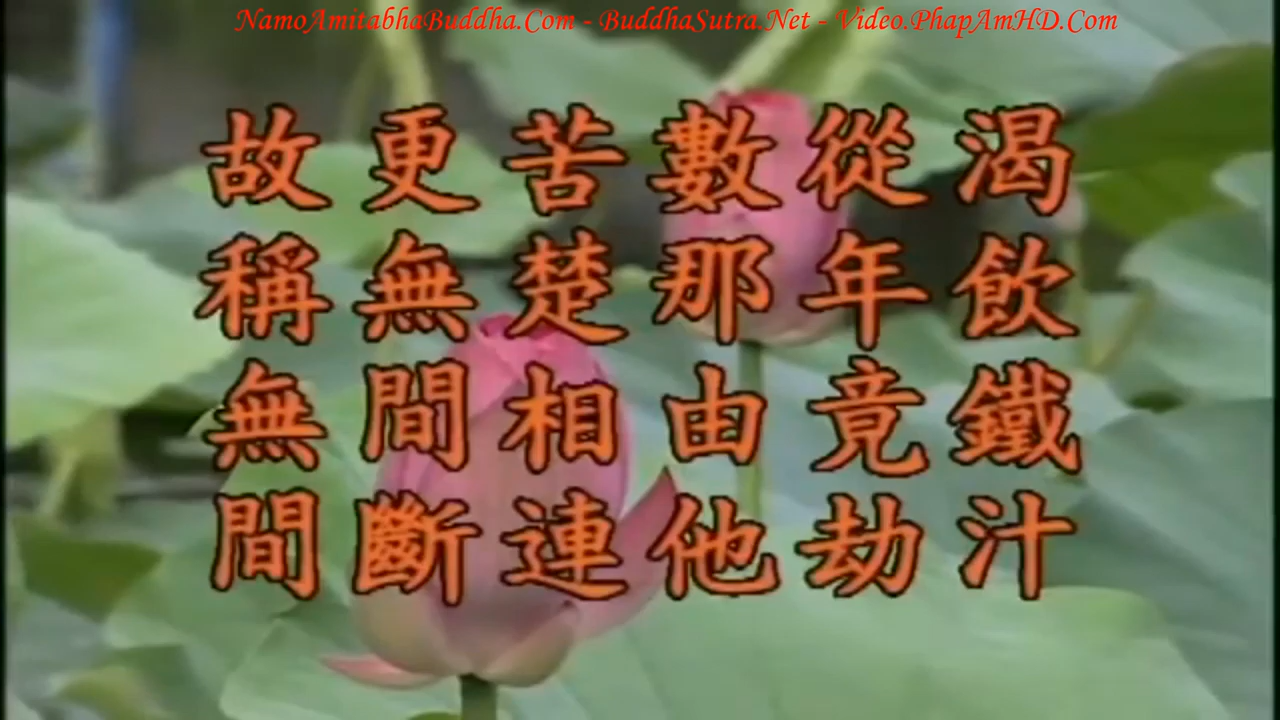 NamoAmitabhaBuddha.Com - BuddhaSutra.Net - Video.PhapAmHD.Com
渴飲鐵汁
從年竟劫
數那由他
苦楚相連
更無間斷
故稱無間